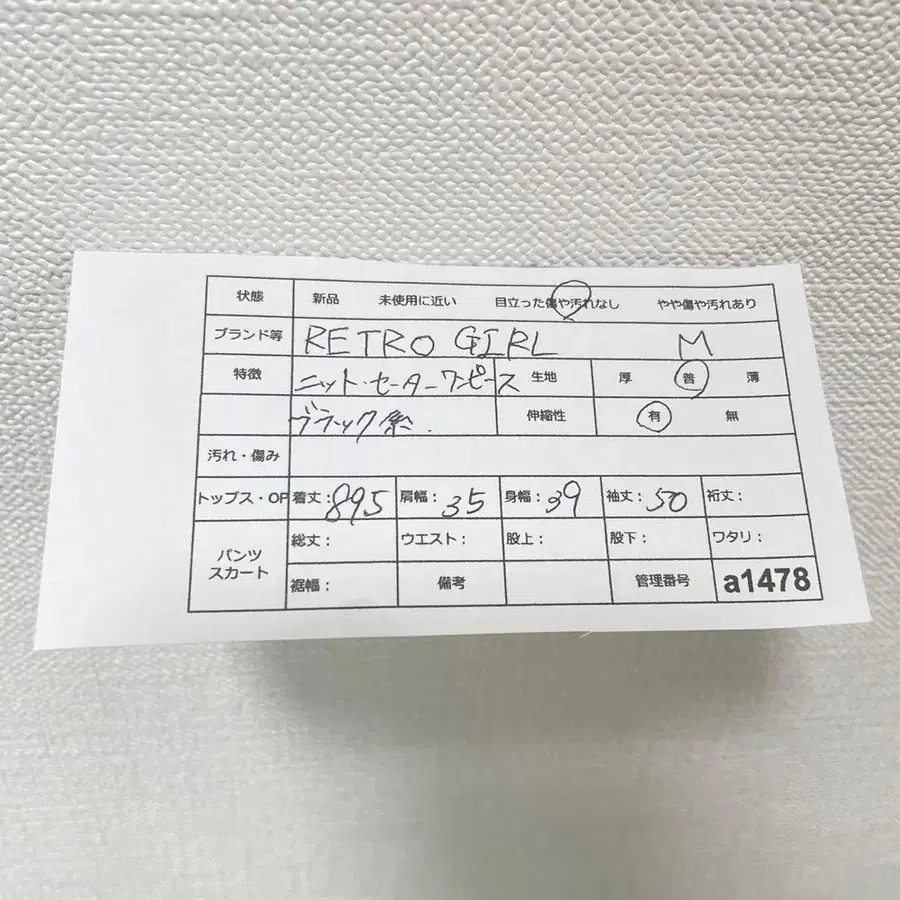 状態 新品 未使用に近い 目立った傷や汚れなし やや傷や汚れあり
ブランド等 RETRO GIRL M
特徴 ニット・セーターワンピース 生地 厚 普 薄
ブラック系. 伸縮性 有 無
汚れ・傷み
トップス・OP 着丈：895 肩幅：35 身幅：39 袖丈：50 裄丈：
パンツ スカート 総丈： ウエスト： 股上： 股下： ワタリ：
裾幅： 備考 管理番号 a1478